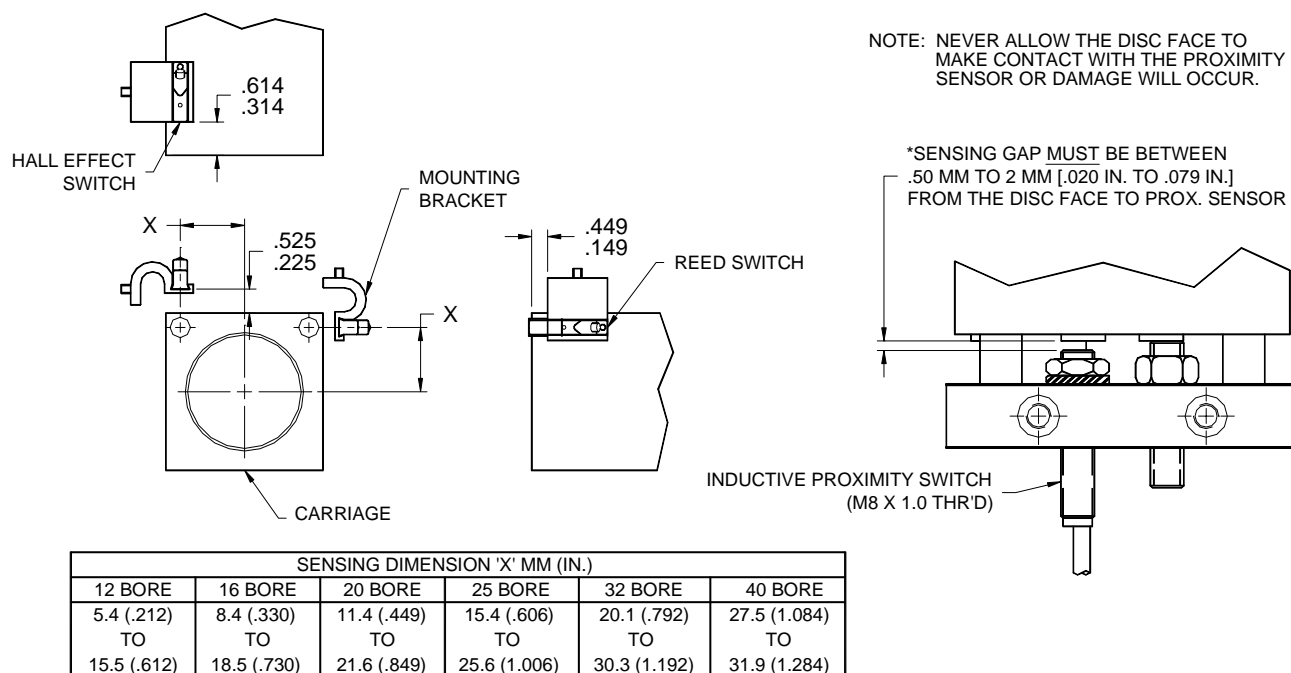 .614
.314
HALL EFFECT
SWITCH
MOUNTING
BRACKET
X
.525
.225
X
.449
.149
REED SWITCH
CARRIAGE
NOTE: NEVER ALLOW THE DISC FACE TO
MAKE CONTACT WITH THE PROXIMITY
SENSOR OR DAMAGE WILL OCCUR.
*SENSING GAP MUST BE BETWEEN
.50 MM TO 2 MM [.020 IN. TO .079 IN.]
FROM THE DISC FACE TO PROX. SENSOR
INDUCTIVE PROXIMITY SWITCH
(M8 X 1.0 THR'D)
SENSING DIMENSION 'X' MM (IN.)
12 BORE 16 BORE 20 BORE 25 BORE 32 BORE 40 BORE
5.4 (.212) 8.4 (.330) 11.4 (.449) 15.4 (.606) 20.1 (.792) 27.5 (1.084)
TO TO TO TO TO TO
15.5 (.612) 18.5 (.730) 21.6 (.849) 25.6 (1.006) 30.3 (1.192) 31.9 (1.284)